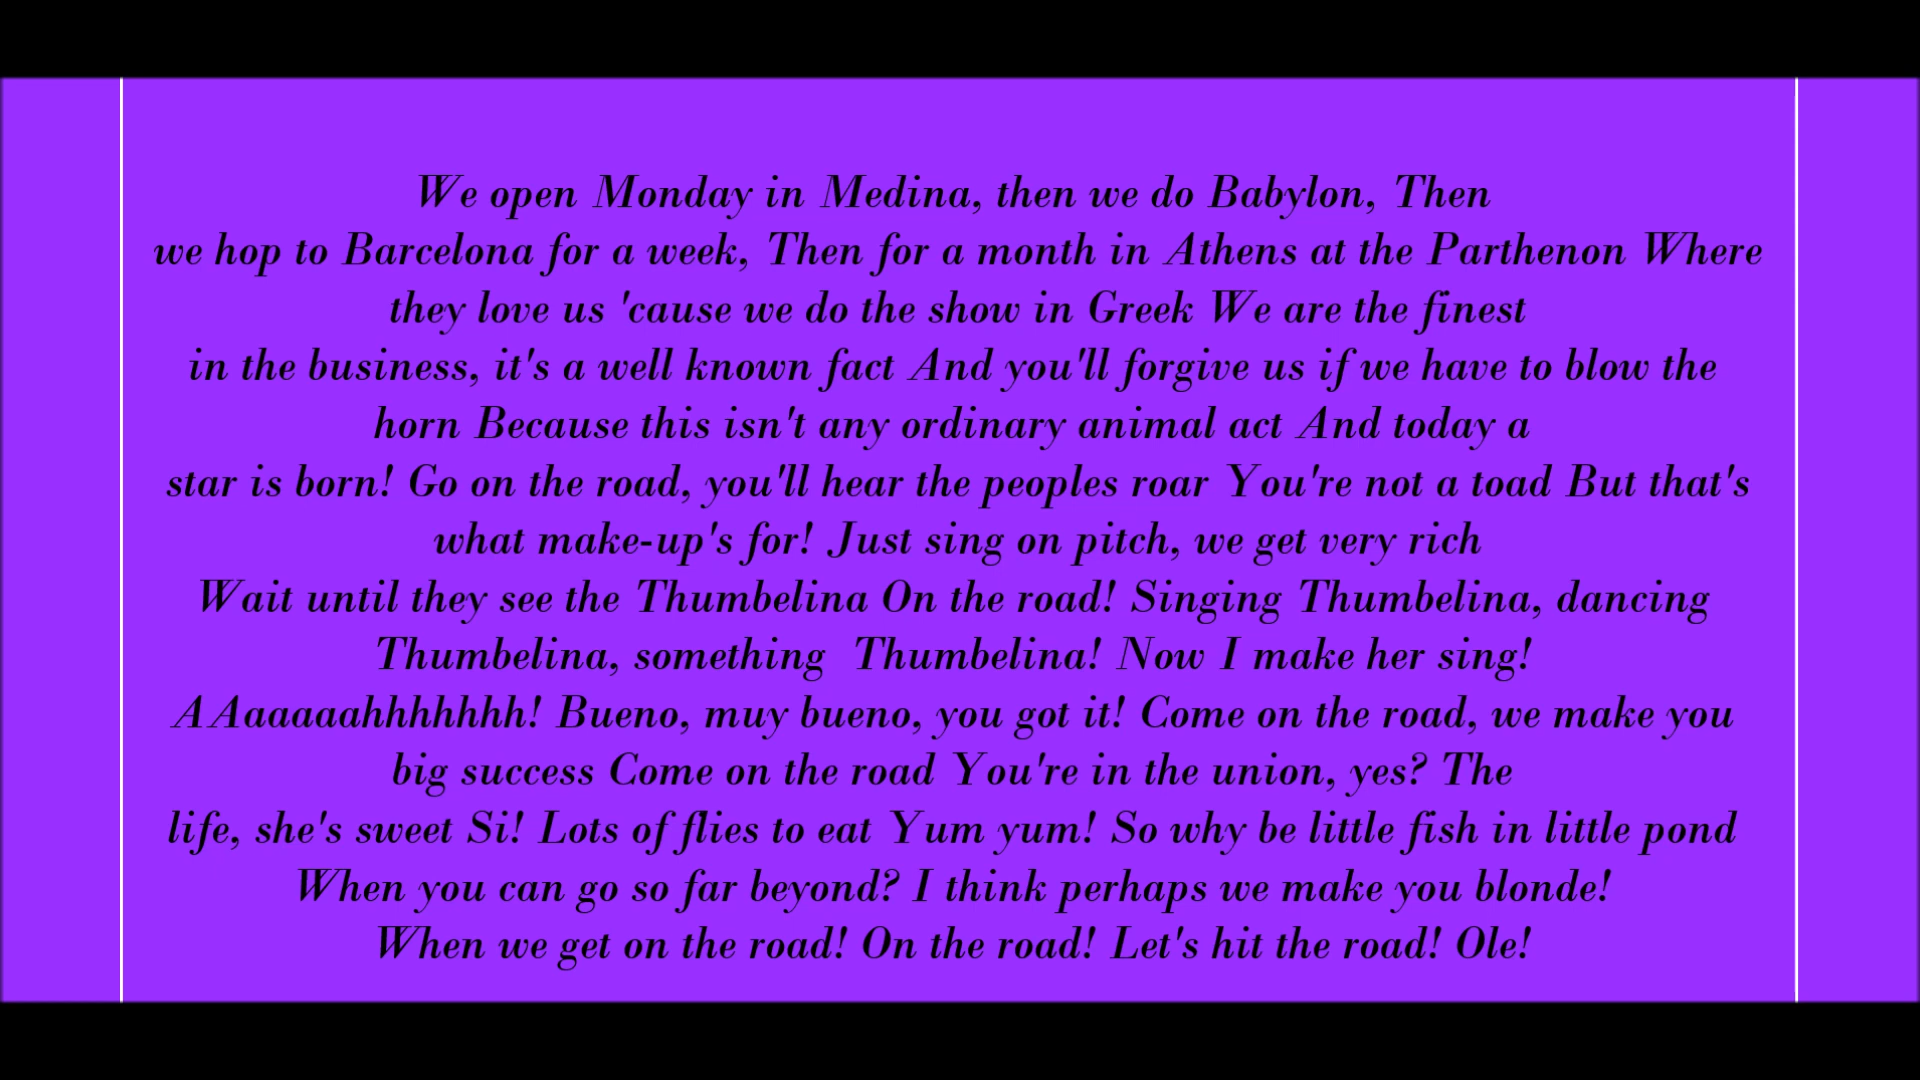 We open Monday in Medina, then we do Babylon, Then
we hop to Barcelona for a week, Then for a month in Athens at the Parthenon Where
they love us 'cause we do the show in Greek We are the finest
in the business, it's a well known fact And you'll forgive us if we have to blow the
horn Because this isn't any ordinary animal act And today a
star is born! Go on the road, you'll hear the peoples roar You're not a toad But that's
what make-up's for! Just sing on pitch, we get very rich
Wait until they see the Thumbelina On the road! Singing Thumbelina, dancing
Thumbelina, something  Thumbelina! Now I make her sing!
AAaaaaahhhhhhh! Bueno, muy bueno, you got it! Come on the road, we make you
big success Come on the road You're in the union, yes? The
life, she's sweet Si! Lots of flies to eat Yum yum! So why be little fish in little pond
When you can go so far beyond? I think perhaps we make you blonde!
When we get on the road! On the road! Let's hit the road! Ole!